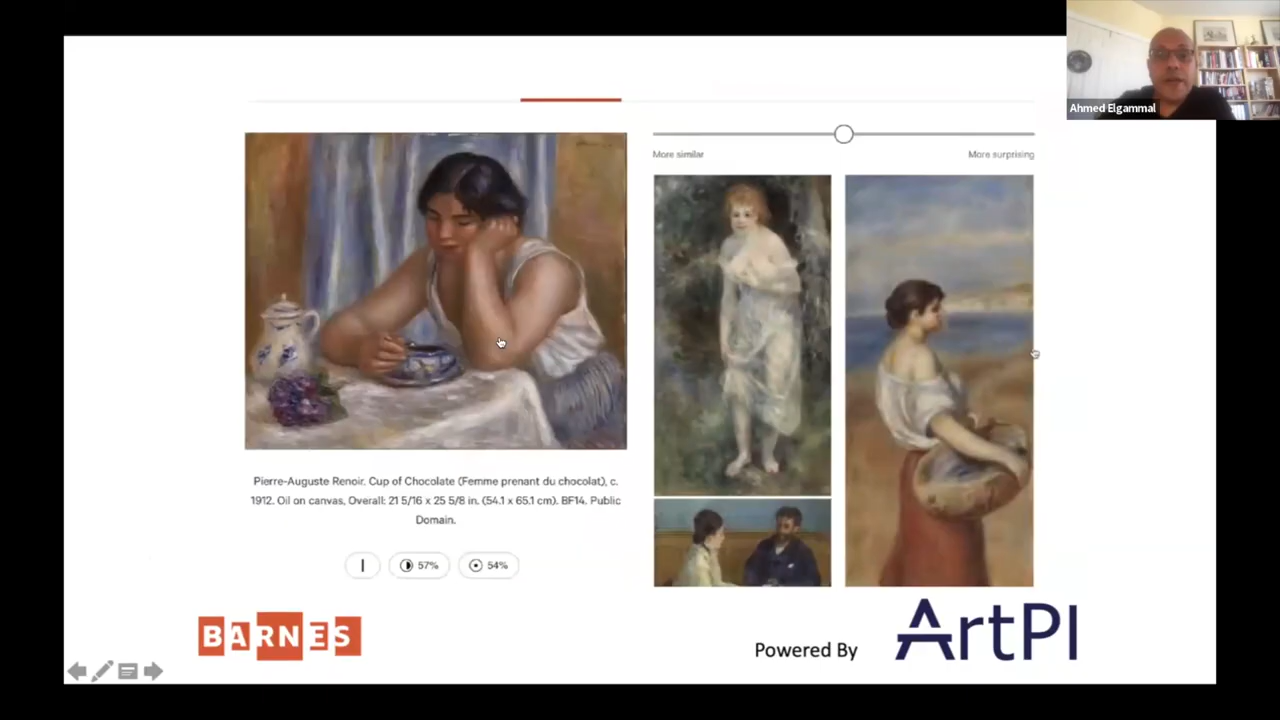 Ahmed Elgammal
More similar
More surprising
Pierre-Auguste Renoir. Cup of Chocolate (Femme prenant du chocolat), c.
1912. Oil on canvas, Overall: 21 5/16 x 25 5/8 in. (54.1 x 65.1 cm). BF14. Public
Domain.
57%
54%
BARNES
Powered By
ArtPI